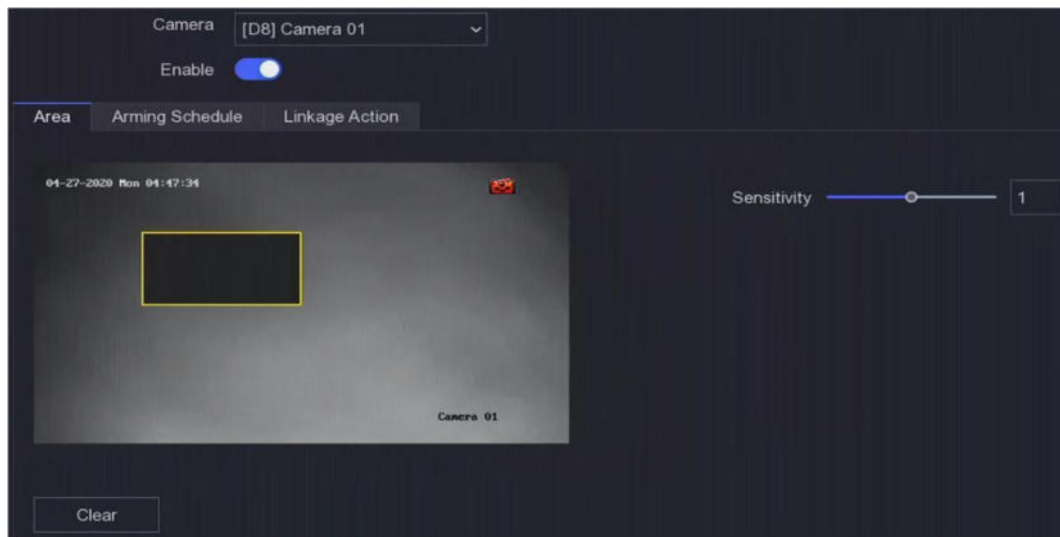 Camera [D8] Camera 01
Enable
Area Arming Schedule Linkage Action
04-27-2020 Mon 04:47:34
Sensitivity 1
Camera 01
Clear